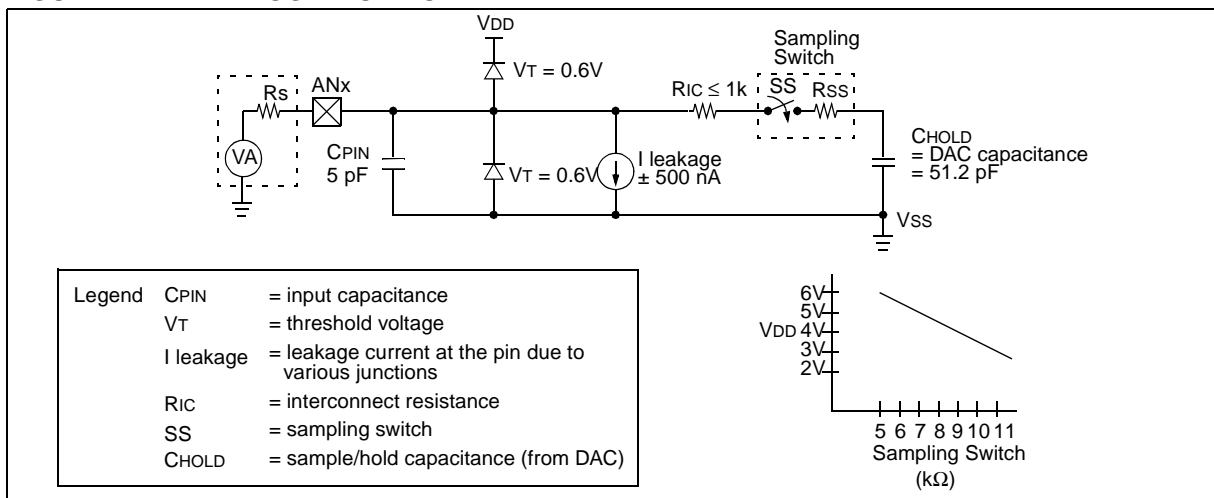 VDD
Sampling
Switch
VT = 0.6V
ANx
RIC ≤ 1k
SS
RSS
Rs
CHOLD
= DAC capacitance
= 51.2 pF
VA
CPIN
5 pF
VT = 0.6V
I leakage
± 500 nA
VSS
Legend CPIN = input capacitance
VT = threshold voltage
I leakage = leakage current at the pin due to
various junctions
RIC = interconnect resistance
SS = sampling switch
CHOLD = sample/hold capacitance (from DAC)
6V
5V
VDD 4V
3V
2V
5 6 7 8 9 10 11
Sampling Switch
(kΩ)